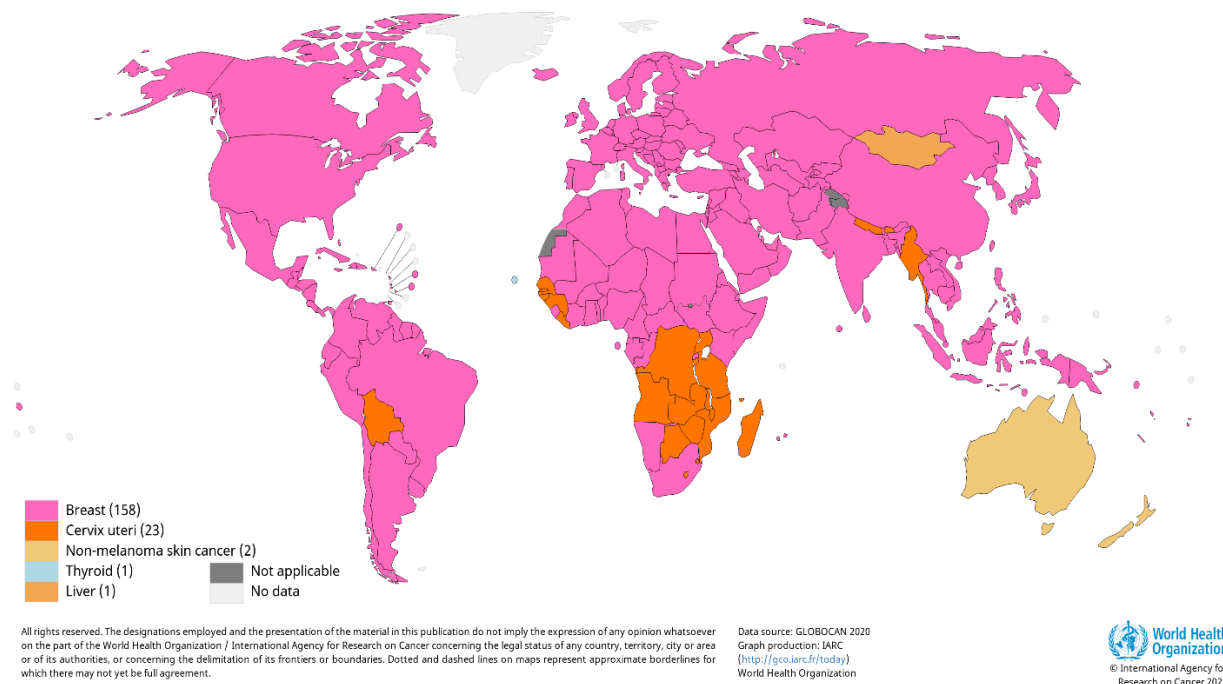 Breast (158)
Cervix uteri (23)
Non-melanoma skin cancer (2)
Thyroid (1)
Liver (1)
Not applicable
No data
All rights reserved. The designations employed and the presentation of the material in this publication do not imply the expression of any opinion whatsoever
on the part of the World Health Organization / International Agency for Research on Cancer concerning the legal status of any country, territory, city or area
or of its authorities, or concerning the delimitation of its frontiers or boundaries. Dotted and dashed lines on maps represent approximate borderlines for
which there may not yet be full agreement.
Data source: GLOBOCAN 2020
Graph production: IARC
(http://gco.iarc.fr/today)
World Health Organization
World Health
Organization
© International Agency for
Research on Cancer 202